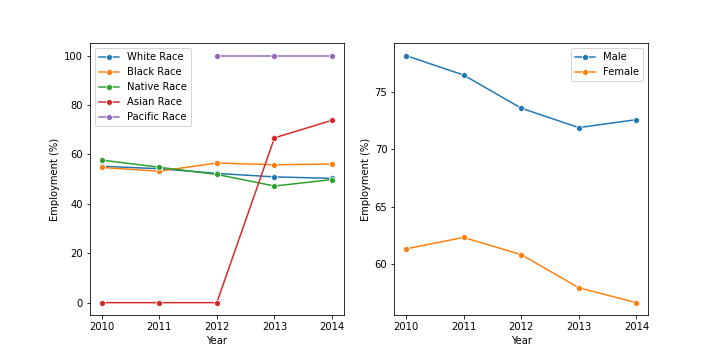 Employment (%)
100
80
60
40
20
0
White Race
Black Race
Native Race
Asian Race
Pacific Race
2010
2011
2012
2013
2014
Year
Employment (%)
75
70
65
60
Male
Female
2010
2011
2012
2013
2014
Year